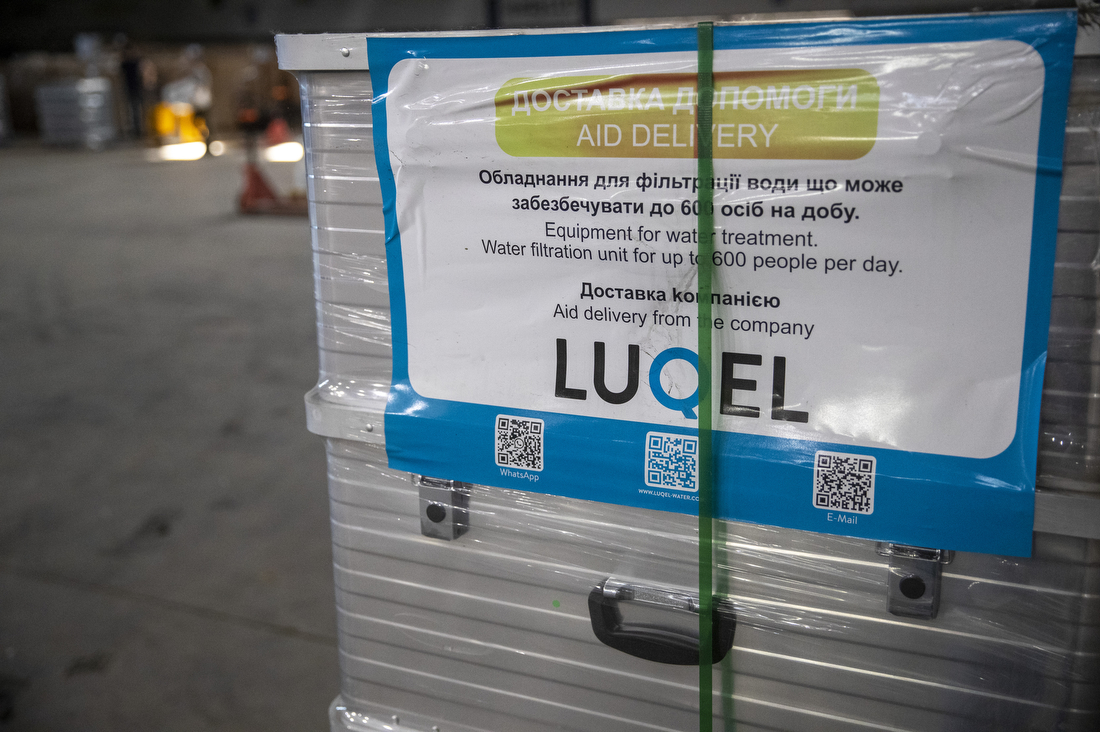 ДОСТАВКА ДОПОМОГИ
AID DELIVERY
Обладнання для фільтрації води що може
забезбечувати до 600 осіб на добу.
Equipment for water treatment.
Water filtration unit for up to 600 people per day.
Доставка компанією
Aid delivery from the company
LUQEL
WhatsApp
WWW.LUQEL-WATER.CO
E-Mail